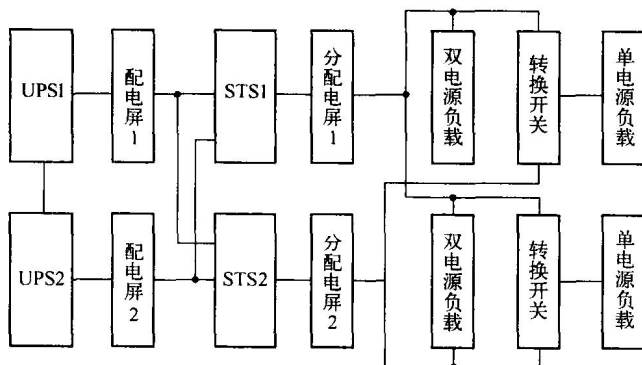 UPS1
配电屏1
STS1
分配电屏1
双电源负载
转换开关
单电源负载
UPS2
配电屏2
STS2
分配电屏2
双电源负载
转换开关
单电源负载